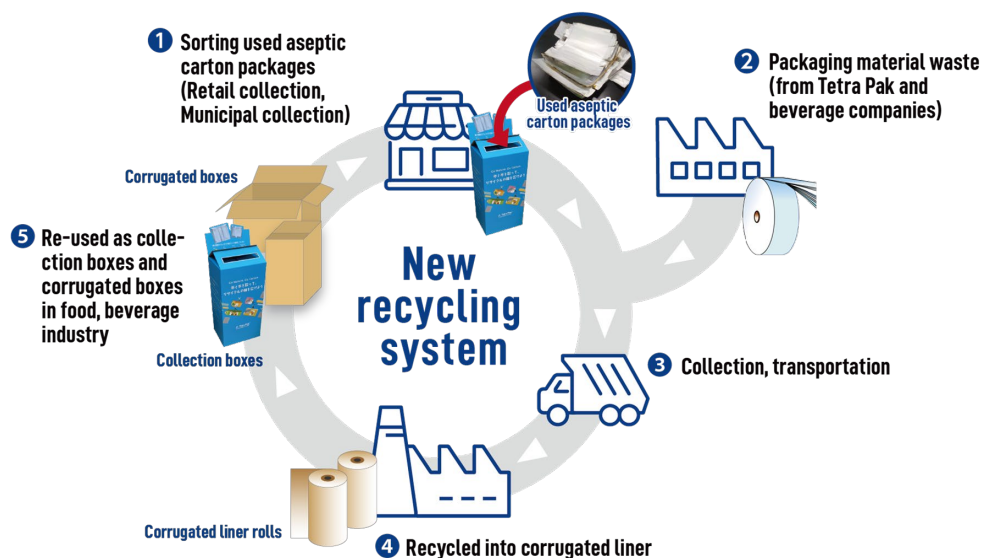 1 Sorting used aseptic
carton packages
(Retail collection,
Municipal collection)
Used aseptic
carton packages
2 Packaging material waste
(from Tetra Pak and
beverage companies)
Corrugated boxes
5 Re-used as colle-
ction boxes and
corrugated boxes
in food, beverage
industry
Collection boxes
New
recycling
system
3 Collection, transportation
Corrugated liner rolls
4 Recycled into corrugated liner